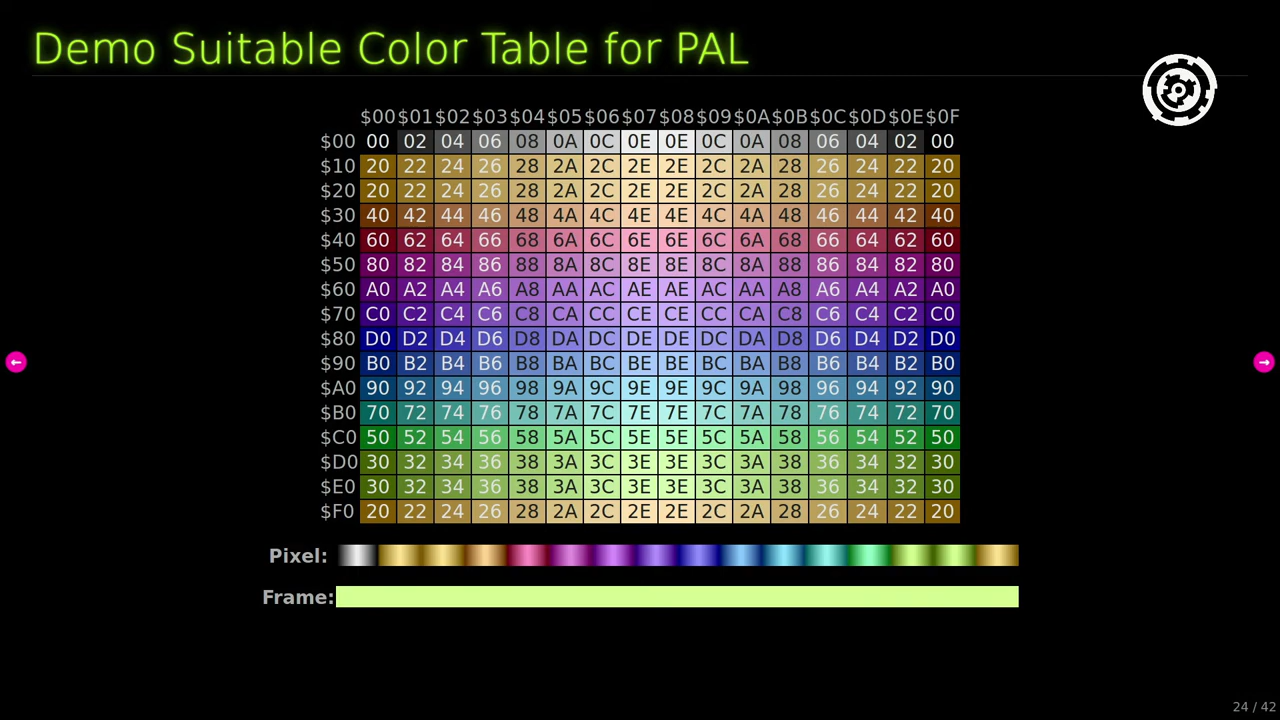 Demo Suitable Color Table for PAL
$00 $01 $02 $03 $04 $05 $06 $07 $08 $09 $0A $0B $0C $0D $0E $0F
$00 00 02 04 06 08 0A 0C 0E 0E 0C 0A 08 06 04 02 00
$10 20 22 24 26 28 2A 2C 2E 2E 2C 2A 28 26 24 22 20
$20 20 22 24 26 28 2A 2C 2E 2E 2C 2A 28 26 24 22 20
$30 40 42 44 46 48 4A 4C 4E 4E 4C 4A 48 46 44 42 40
$40 60 62 64 66 68 6A 6C 6E 6E 6C 6A 68 66 64 62 60
$50 80 82 84 86 88 8A 8C 8E 8E 8C 8A 88 86 84 82 80
$60 A0 A2 A4 A6 A8 AA AC AE AE AC AA A8 A6 A4 A2 A0
$70 C0 C2 C4 C6 C8 CA CC CE CE CC CA C8 C6 C4 C2 C0
$80 D0 D2 D4 D6 D8 DA DC DE DE DC DA D8 D6 D4 D2 D0
$90 B0 B2 B4 B6 B8 BA BC BE BE BC BA B8 B6 B4 B2 B0
$A0 90 92 94 96 98 9A 9C 9E 9E 9C 9A 98 96 94 92 90
$B0 70 72 74 76 78 7A 7C 7E 7E 7C 7A 78 76 74 72 70
$C0 50 52 54 56 58 5A 5C 5E 5E 5C 5A 58 56 54 52 50
$D0 30 32 34 36 38 3A 3C 3E 3E 3C 3A 38 36 34 32 30
$E0 30 32 34 36 38 3A 3C 3E 3E 3C 3A 38 36 34 32 30
$F0 20 22 24 26 28 2A 2C 2E 2E 2C 2A 28 26 24 22 20
Pixel:
Frame:
24 / 42